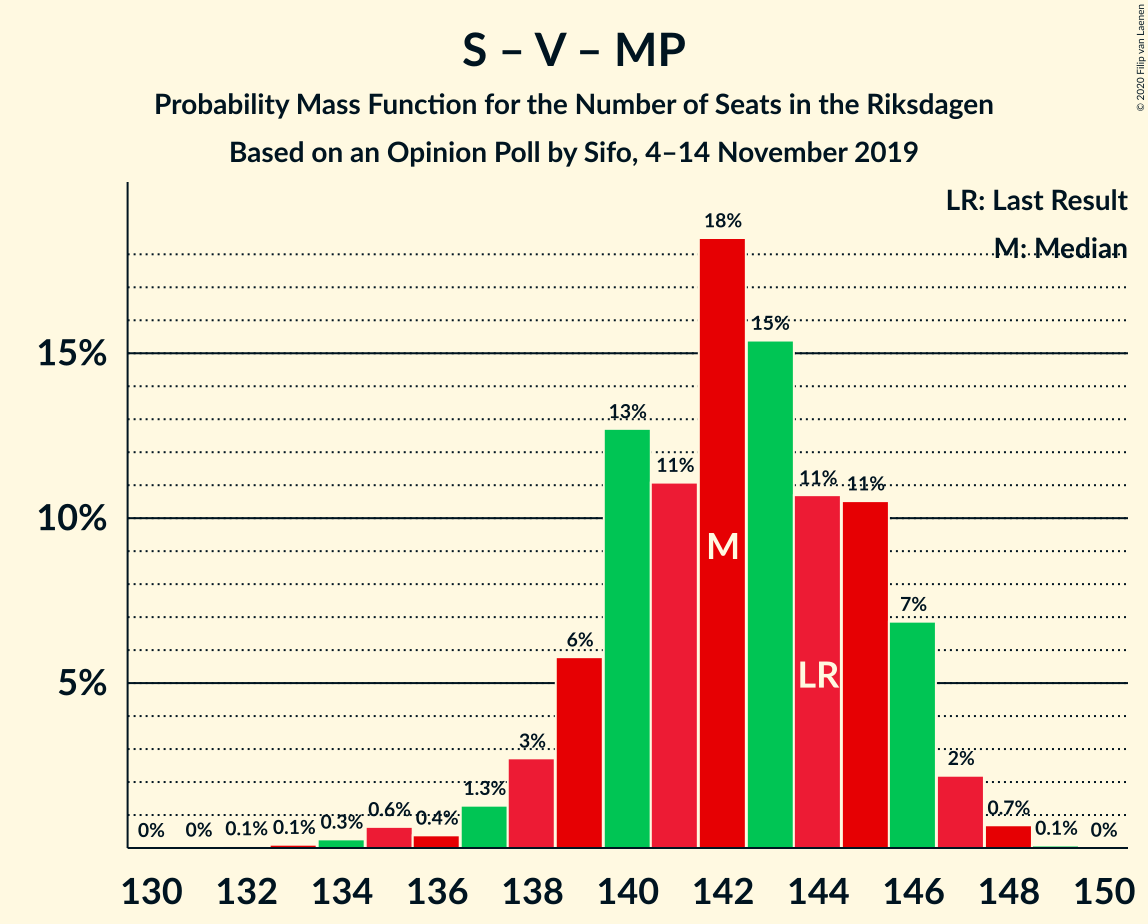 S – V – MP
Probability Mass Function for the Number of Seats in the Riksdagen
Based on an Opinion Poll by Sifo, 4–14 November 2019
© 2020 Filip van Laenen
LR: Last Result
M: Median
15%
10%
5%
0% 0% 0.1% 0.1% 0.3% 0.6% 0.4% 1.3% 3% 6% 13% 11% 18% 15% 11% 11% 7% 2% 0.7% 0.1% 0%
M
LR
130 132 134 136 138 140 142 144 146 148 150